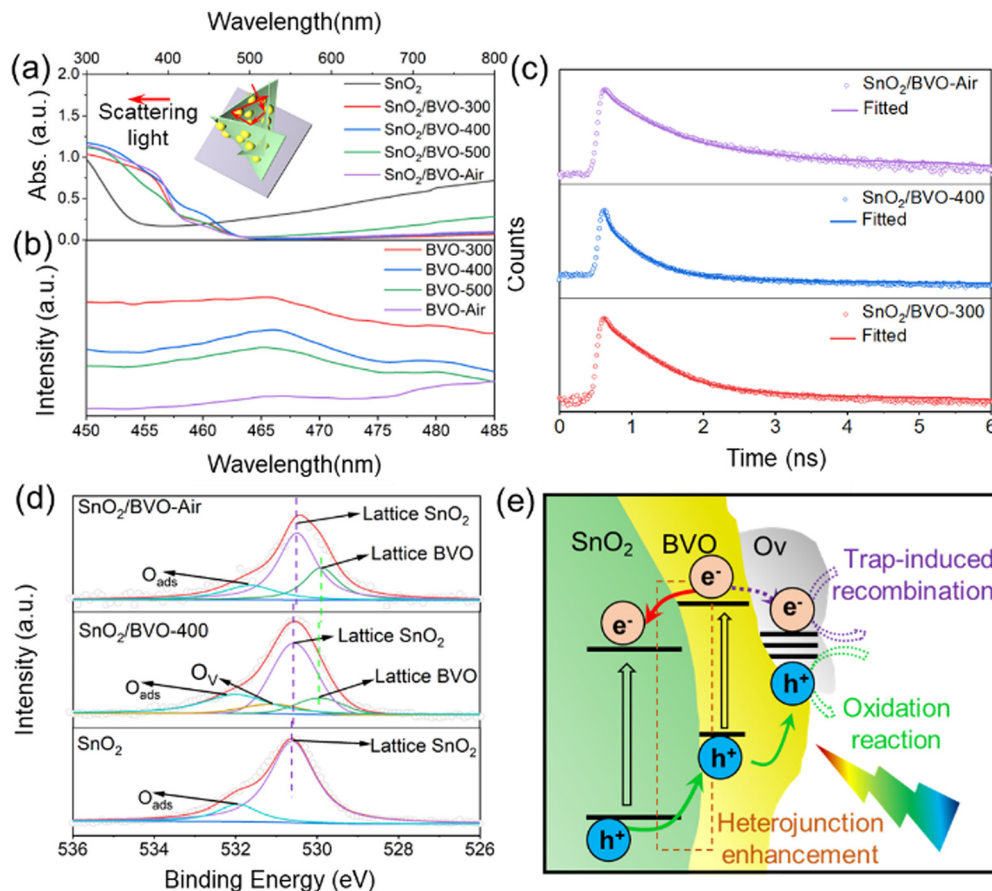 Wavelength(nm)
300 400 500 600 700 800
(a)
2.0
1.5
1.0
0.5
0.0
Abs. (a.u.)
Scattering
light
SnO₂
SnO₂/BVO-300
SnO₂/BVO-400
SnO₂/BVO-500
SnO₂/BVO-Air
(b)
Intensity (a.u.)
BVO-300
BVO-400
BVO-500
BVO-Air
450 455 460 465 470 475 480 485
Wavelength(nm)
(c)
Counts
SnO₂/BVO-Air
Fitted
SnO₂/BVO-400
Fitted
SnO₂/BVO-300
Fitted
0 1 2 3 4 5 6
Time (ns)
(d)
Intensity (a.u.)
SnO₂/BVO-Air
Lattice SnO₂
Lattice BVO
Oads
SnO₂/BVO-400
Lattice SnO₂
Oads
OV
Lattice BVO
SnO₂
Lattice SnO₂
Oads
536 534 532 530 528 526
Binding Energy (eV)
(e)
SnO₂ BVO Ov
Trap-induced
recombination
e⁻
e⁻
e⁻
h⁺
h⁺
h⁺
Oxidation
reaction
Heterojunction
enhancement